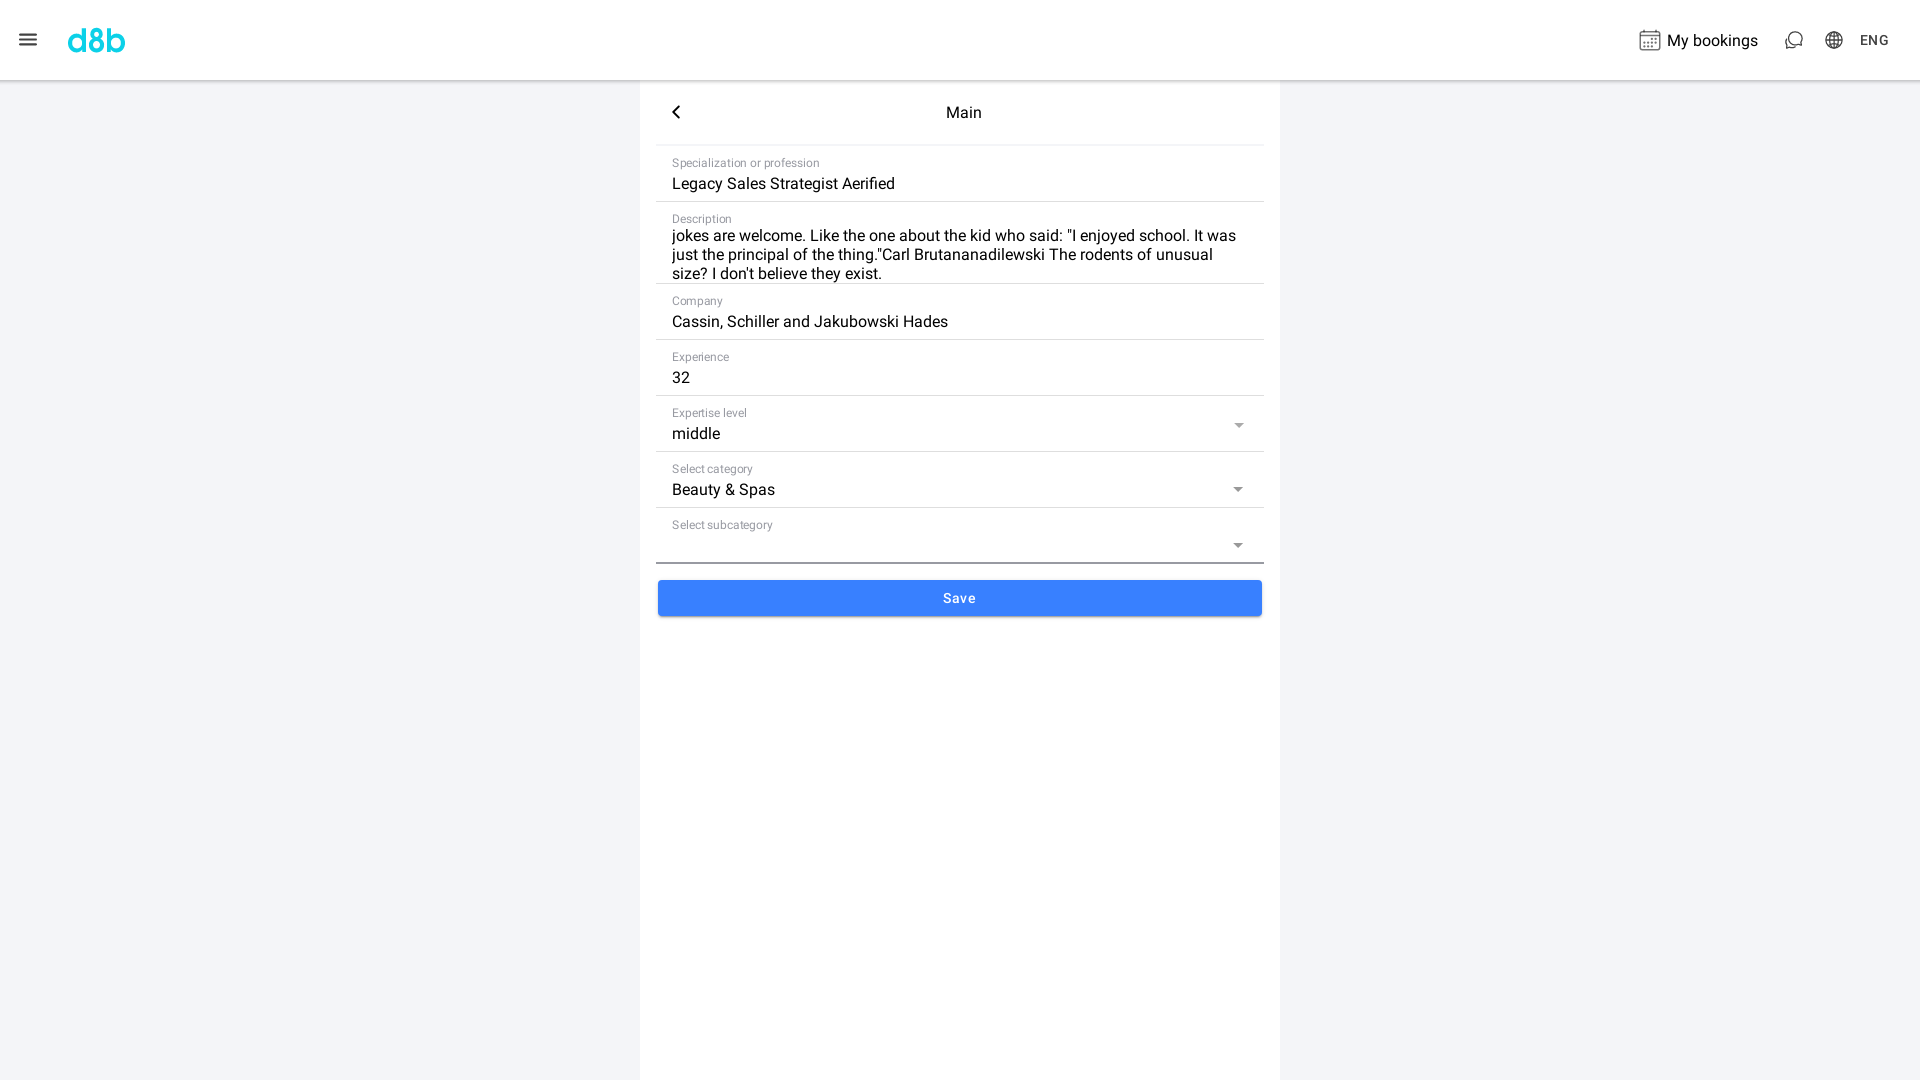 d8b
My bookings
ENG
Main
Specialization or profession
Legacy Sales Strategist Aerified
Description
jokes are welcome. Like the one about the kid who said: "I enjoyed school. It was
just the principal of the thing."Carl Brutananadilewski The rodents of unusual
size? I don't believe they exist.
Company
Cassin, Schiller and Jakubowski Hades
Experience
32
Expertise level
middle
Select category
Beauty & Spas
Select subcategory
Save